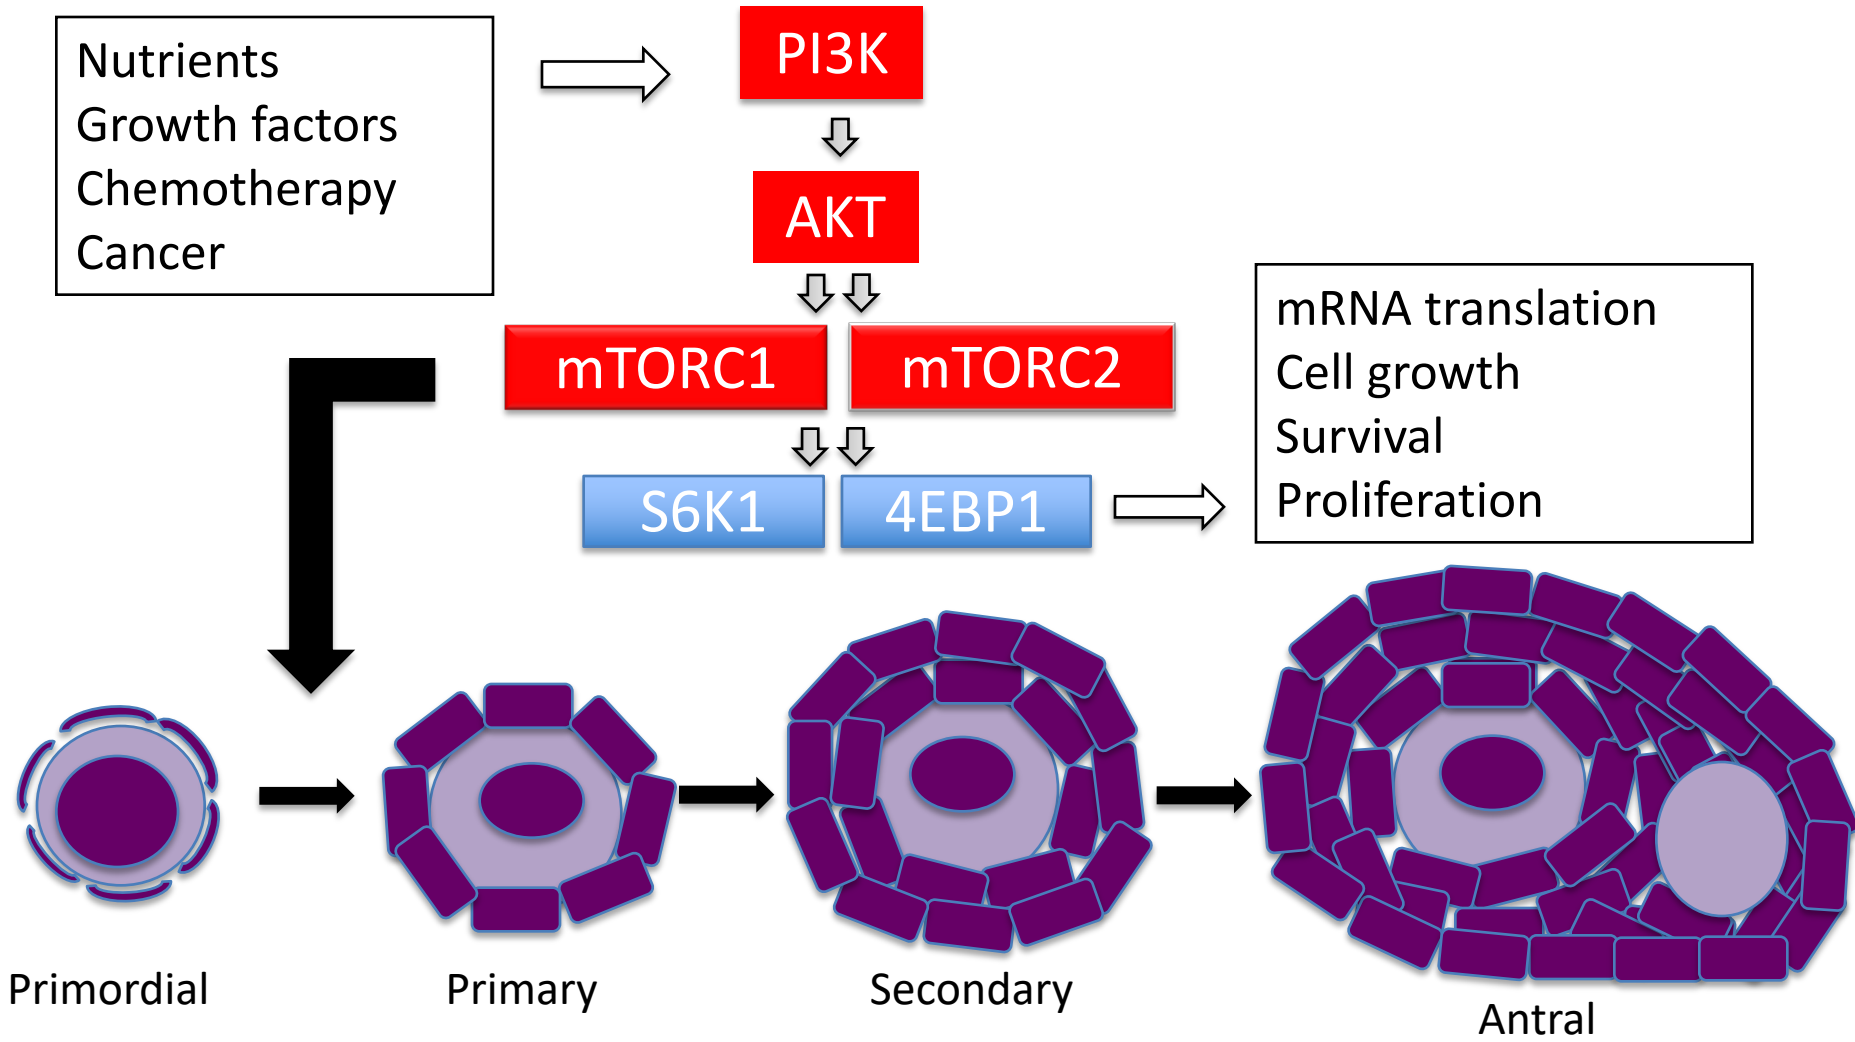 Nutrients
Growth factors
Chemotherapy
Cancer
PI3K
AKT
mTORC1
mTORC2
S6K1
4EBP1
mRNA translation
Cell growth
Survival
Proliferation
Primordial
Primary
Secondary
Antral